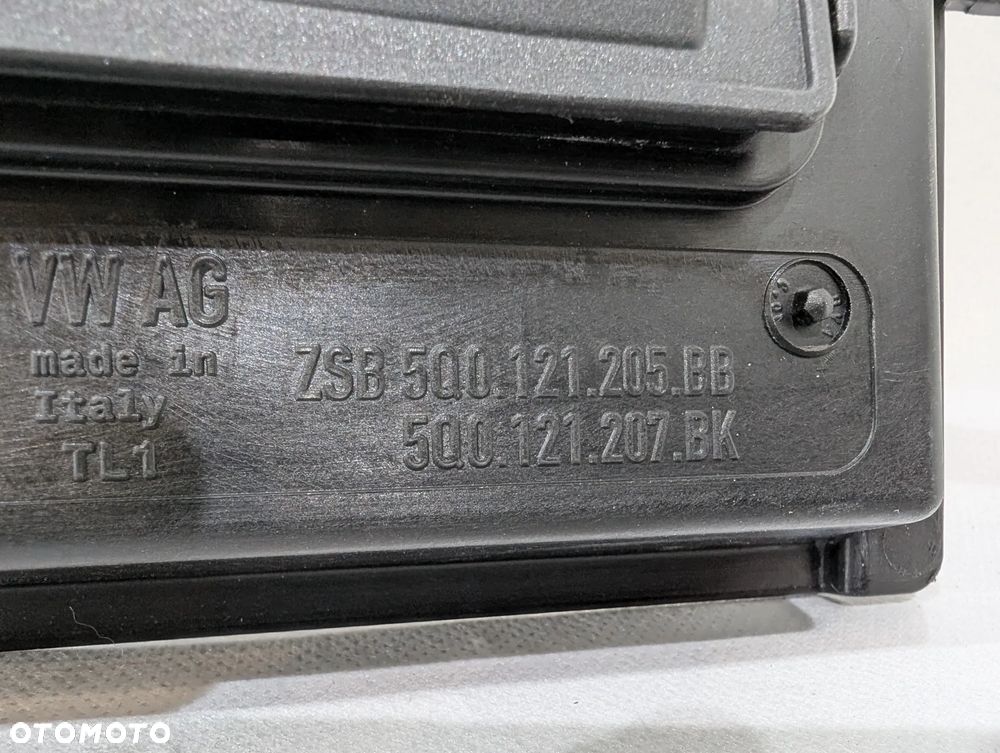 VW AG
made in
Italy
TL1
ZSB 5Q0.121.205.BB
5Q0.121.207.BK
OTOMOTO